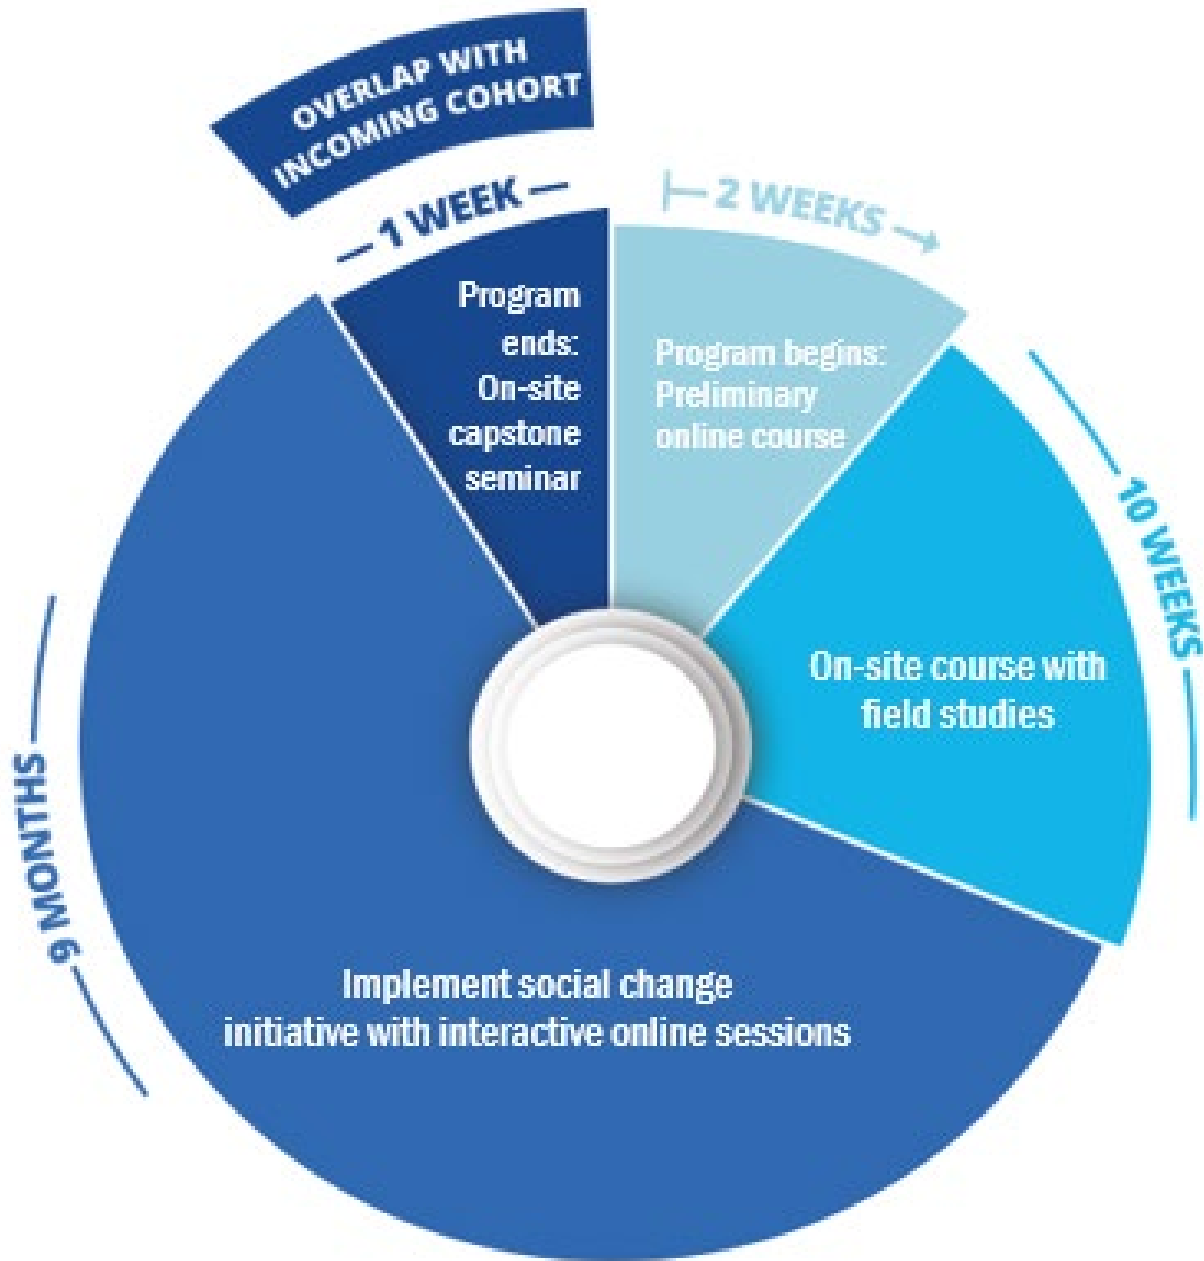 OVERLAP WITH
INCOMING COHORT
1 WEEK
Program
ends:
On-site
capstone
seminar
2 WEEKS
Program begins:
Preliminary
online course
10 WEEKS
On-site course with
field studies
9 MONTHS
Implement social change
initiative with interactive online sessions